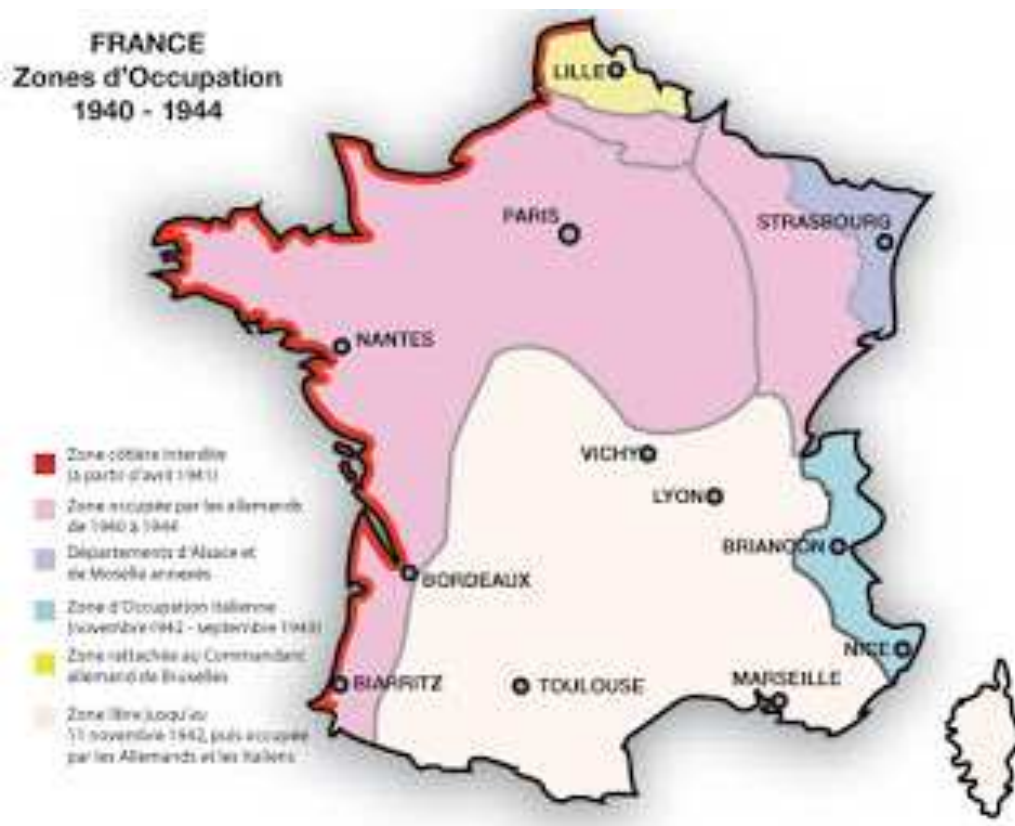 FRANCE
Zones d'Occupation
1940 - 1944
LILLE
PARIS
STRASBOURG
NANTES
VICHY
LYON
BRIANCON
BORDEAUX
NICE
BIARRITZ
TOULOUSE
MARSEILLE
Zone côtière interdite
(à partir d'avril 1941)
Zone occupée par les allemands
de 1940 à 1944
Départements d'Alsace et
de Moselle annexés
Zone d'Occupation Italienne
(novembre 1942 - septembre 1943)
Zone rattachée au Commandant
allemand de Bruxelles
Zone libre jusqu'au
11 novembre 1942, puis occupée
par les Allemands et les Italiens